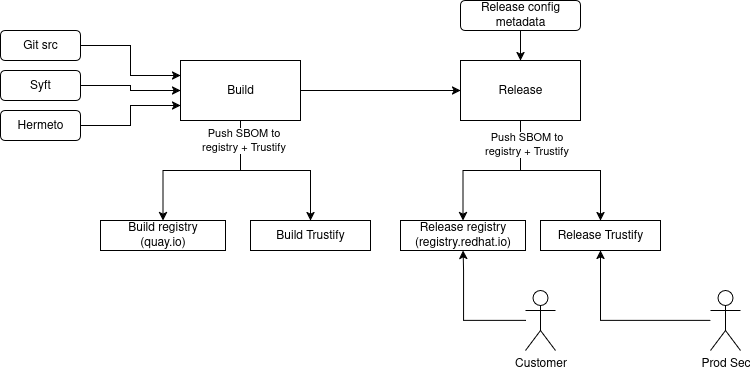 Release config
metadata
Git src
Syft
Hermeto
Build
Release
Push SBOM to
registry + Trustify
Push SBOM to
registry + Trustify
Build registry
(quay.io)
Build Trustify
Release registry
(registry.redhat.io)
Release Trustify
Customer
Prod Sec